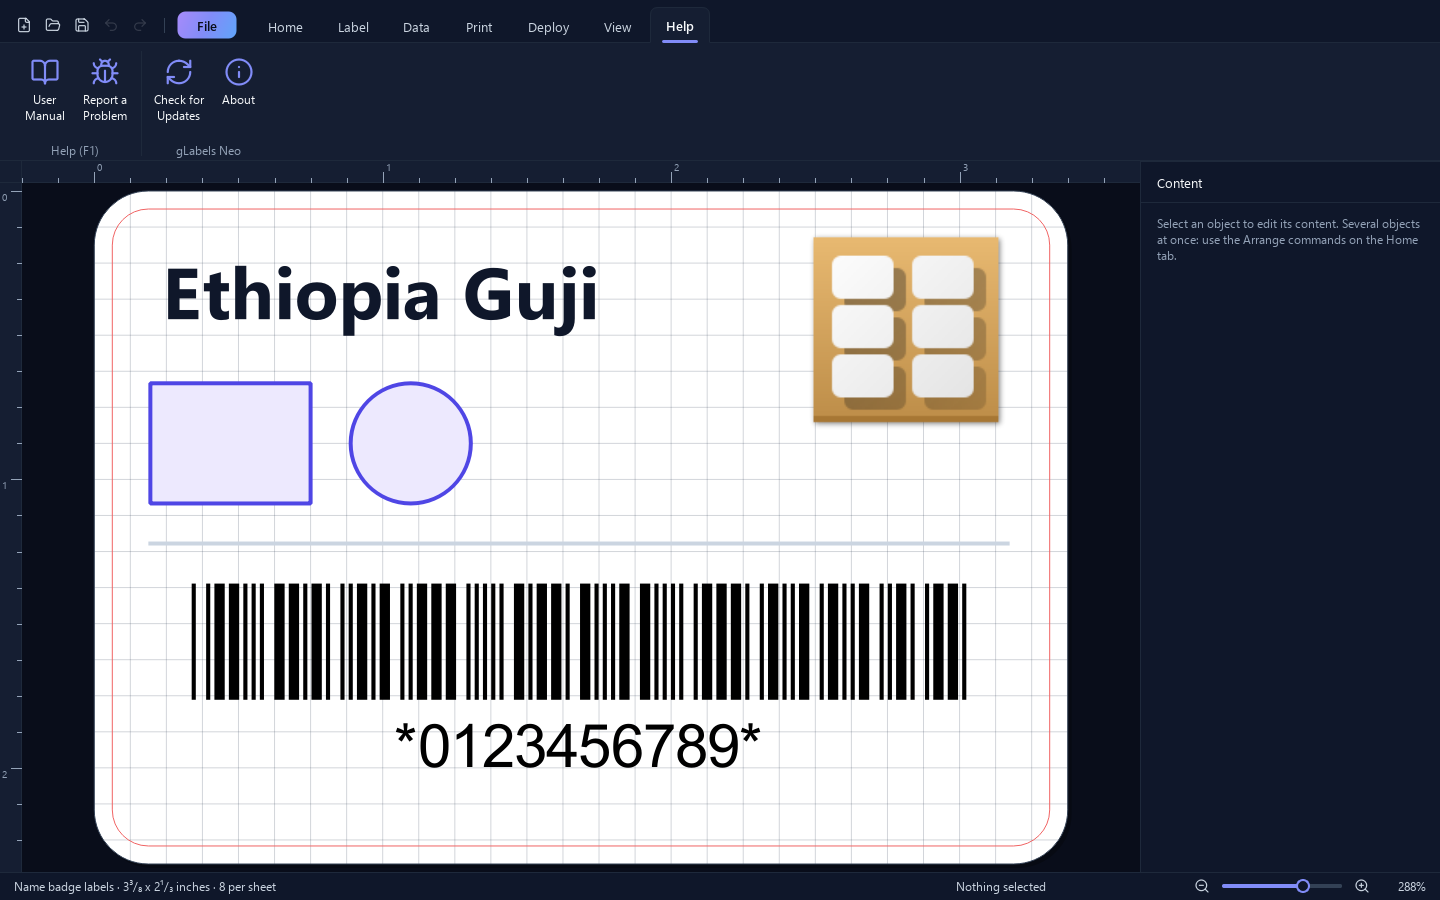 File
Home
Label
Data
Print
Deploy
View
Help
User
Manual
Report a
Problem
Check for
Updates
About
Help (F1)
gLabels Neo
0
1
2
3
0
1
2
Content
Select an object to edit its content. Several objects
at once: use the Arrange commands on the Home
tab.
Ethiopia Guji
*0123456789*
Name badge labels · 3³/₈ x 2¹/₃ inches · 8 per sheet
Nothing selected
288%